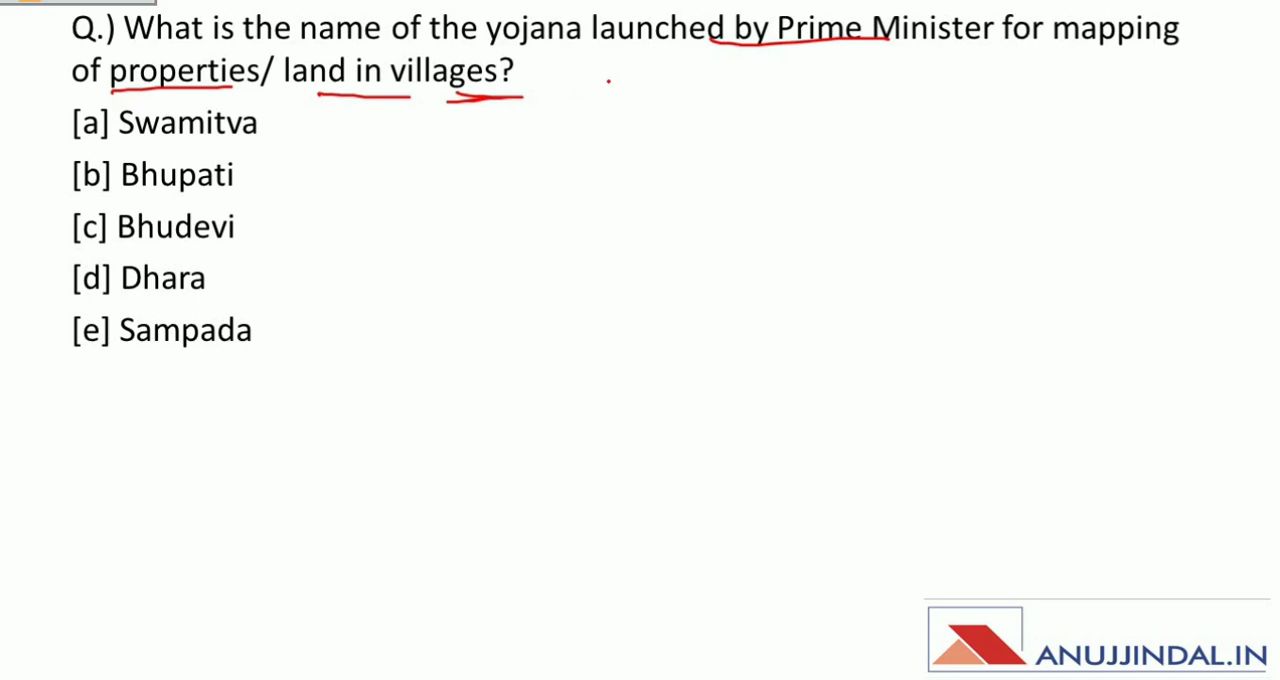 Q.) What is the name of the yojana launched by Prime Minister for mapping
of properties/ land in villages?
[a] Swamitva
[b] Bhupati
[c] Bhudevi
[d] Dhara
[e] Sampada
ANUJJINDAL.IN